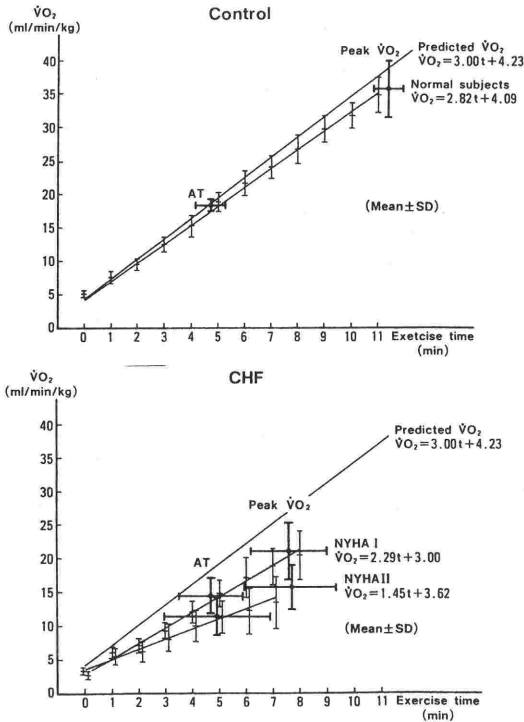 Control
V̇O₂
(ml/min/kg)
Peak V̇O₂
Predicted V̇O₂
V̇O₂=3.00t+4.23
Normal subjects
V̇O₂=2.82t+4.09
AT
(Mean±SD)
40
35
30
25
20
15
10
5
0
0 1 2 3 4 5 6 7 8 9 10 11 Exetcise time
(min)
CHF
V̇O₂
(ml/min/kg)
Predicted V̇O₂
V̇O₂=3.00t+4.23
Peak V̇O₂
AT
NYHA I
V̇O₂=2.29t+3.00
NYHAII
V̇O₂=1.45t+3.62
(Mean±SD)
40
35
30
25
20
15
10
5
0
0 1 2 3 4 5 6 7 8 9 10 11 Exercise time
(min)